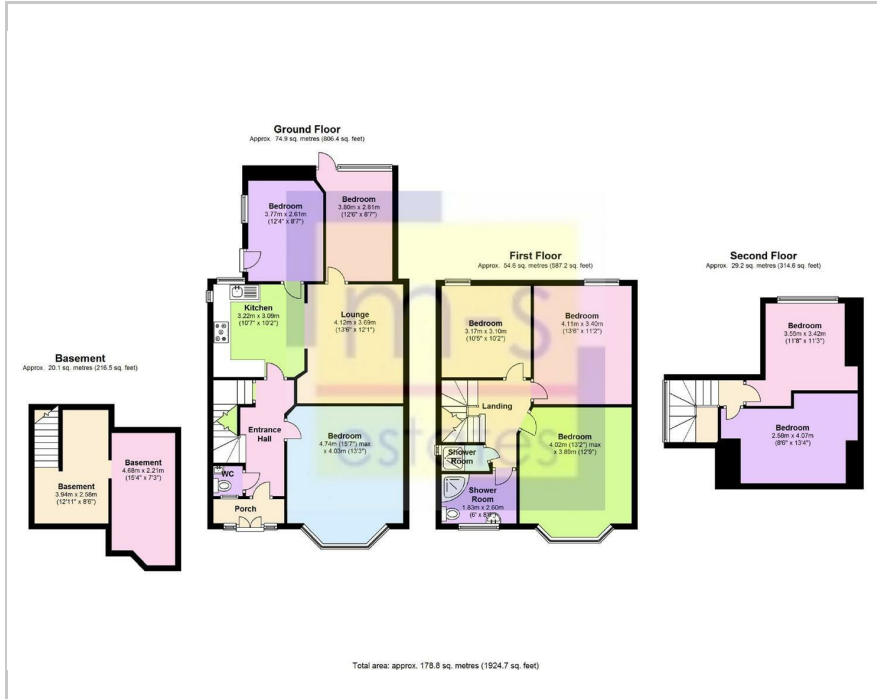 Ground Floor
Approx. 74.9 sq. metres (806.4 sq. feet)
Bedroom
3.77m x 2.61m
(12'4" x 8'7")
Bedroom
3.80m x 2.61m
(12'6" x 8'7")
Kitchen
3.22m x 3.09m
(10'7" x 10'2")
Lounge
4.12m x 3.69m
(13'6" x 12'1")
Entrance
Hall
Bedroom
4.74m (15'7") max
x 4.03m (13'3")
WC
Porch
First Floor
Approx. 54.6 sq. metres (587.2 sq. feet)
Bedroom
3.17m x 3.10m
(10'5" x 10'2")
Bedroom
4.11m x 3.40m
(13'6" x 11'2")
Landing
Shower
Room
Bedroom
4.02m (13'2") max
x 3.89m (12'9")
Shower
Room
1.83m x 2.60m
(6' x
Second Floor
Approx. 29.2 sq. metres (314.6 sq. feet)
Bedroom
3.55m x 3.42m
(11'8" x 11'3")
Bedroom
2.58m x 4.07m
(8'6" x 13'4")
Basement
Approx. 20.1 sq. metres (216.5 sq. feet)
Basement
4.68m x 2.21m
(15'4" x 7'3")
Basement
3.94m x 2.58m
(12'11" x 8'6")
m-s
estates
Total area: approx. 178.8 sq. metres (1924.7 sq. feet)